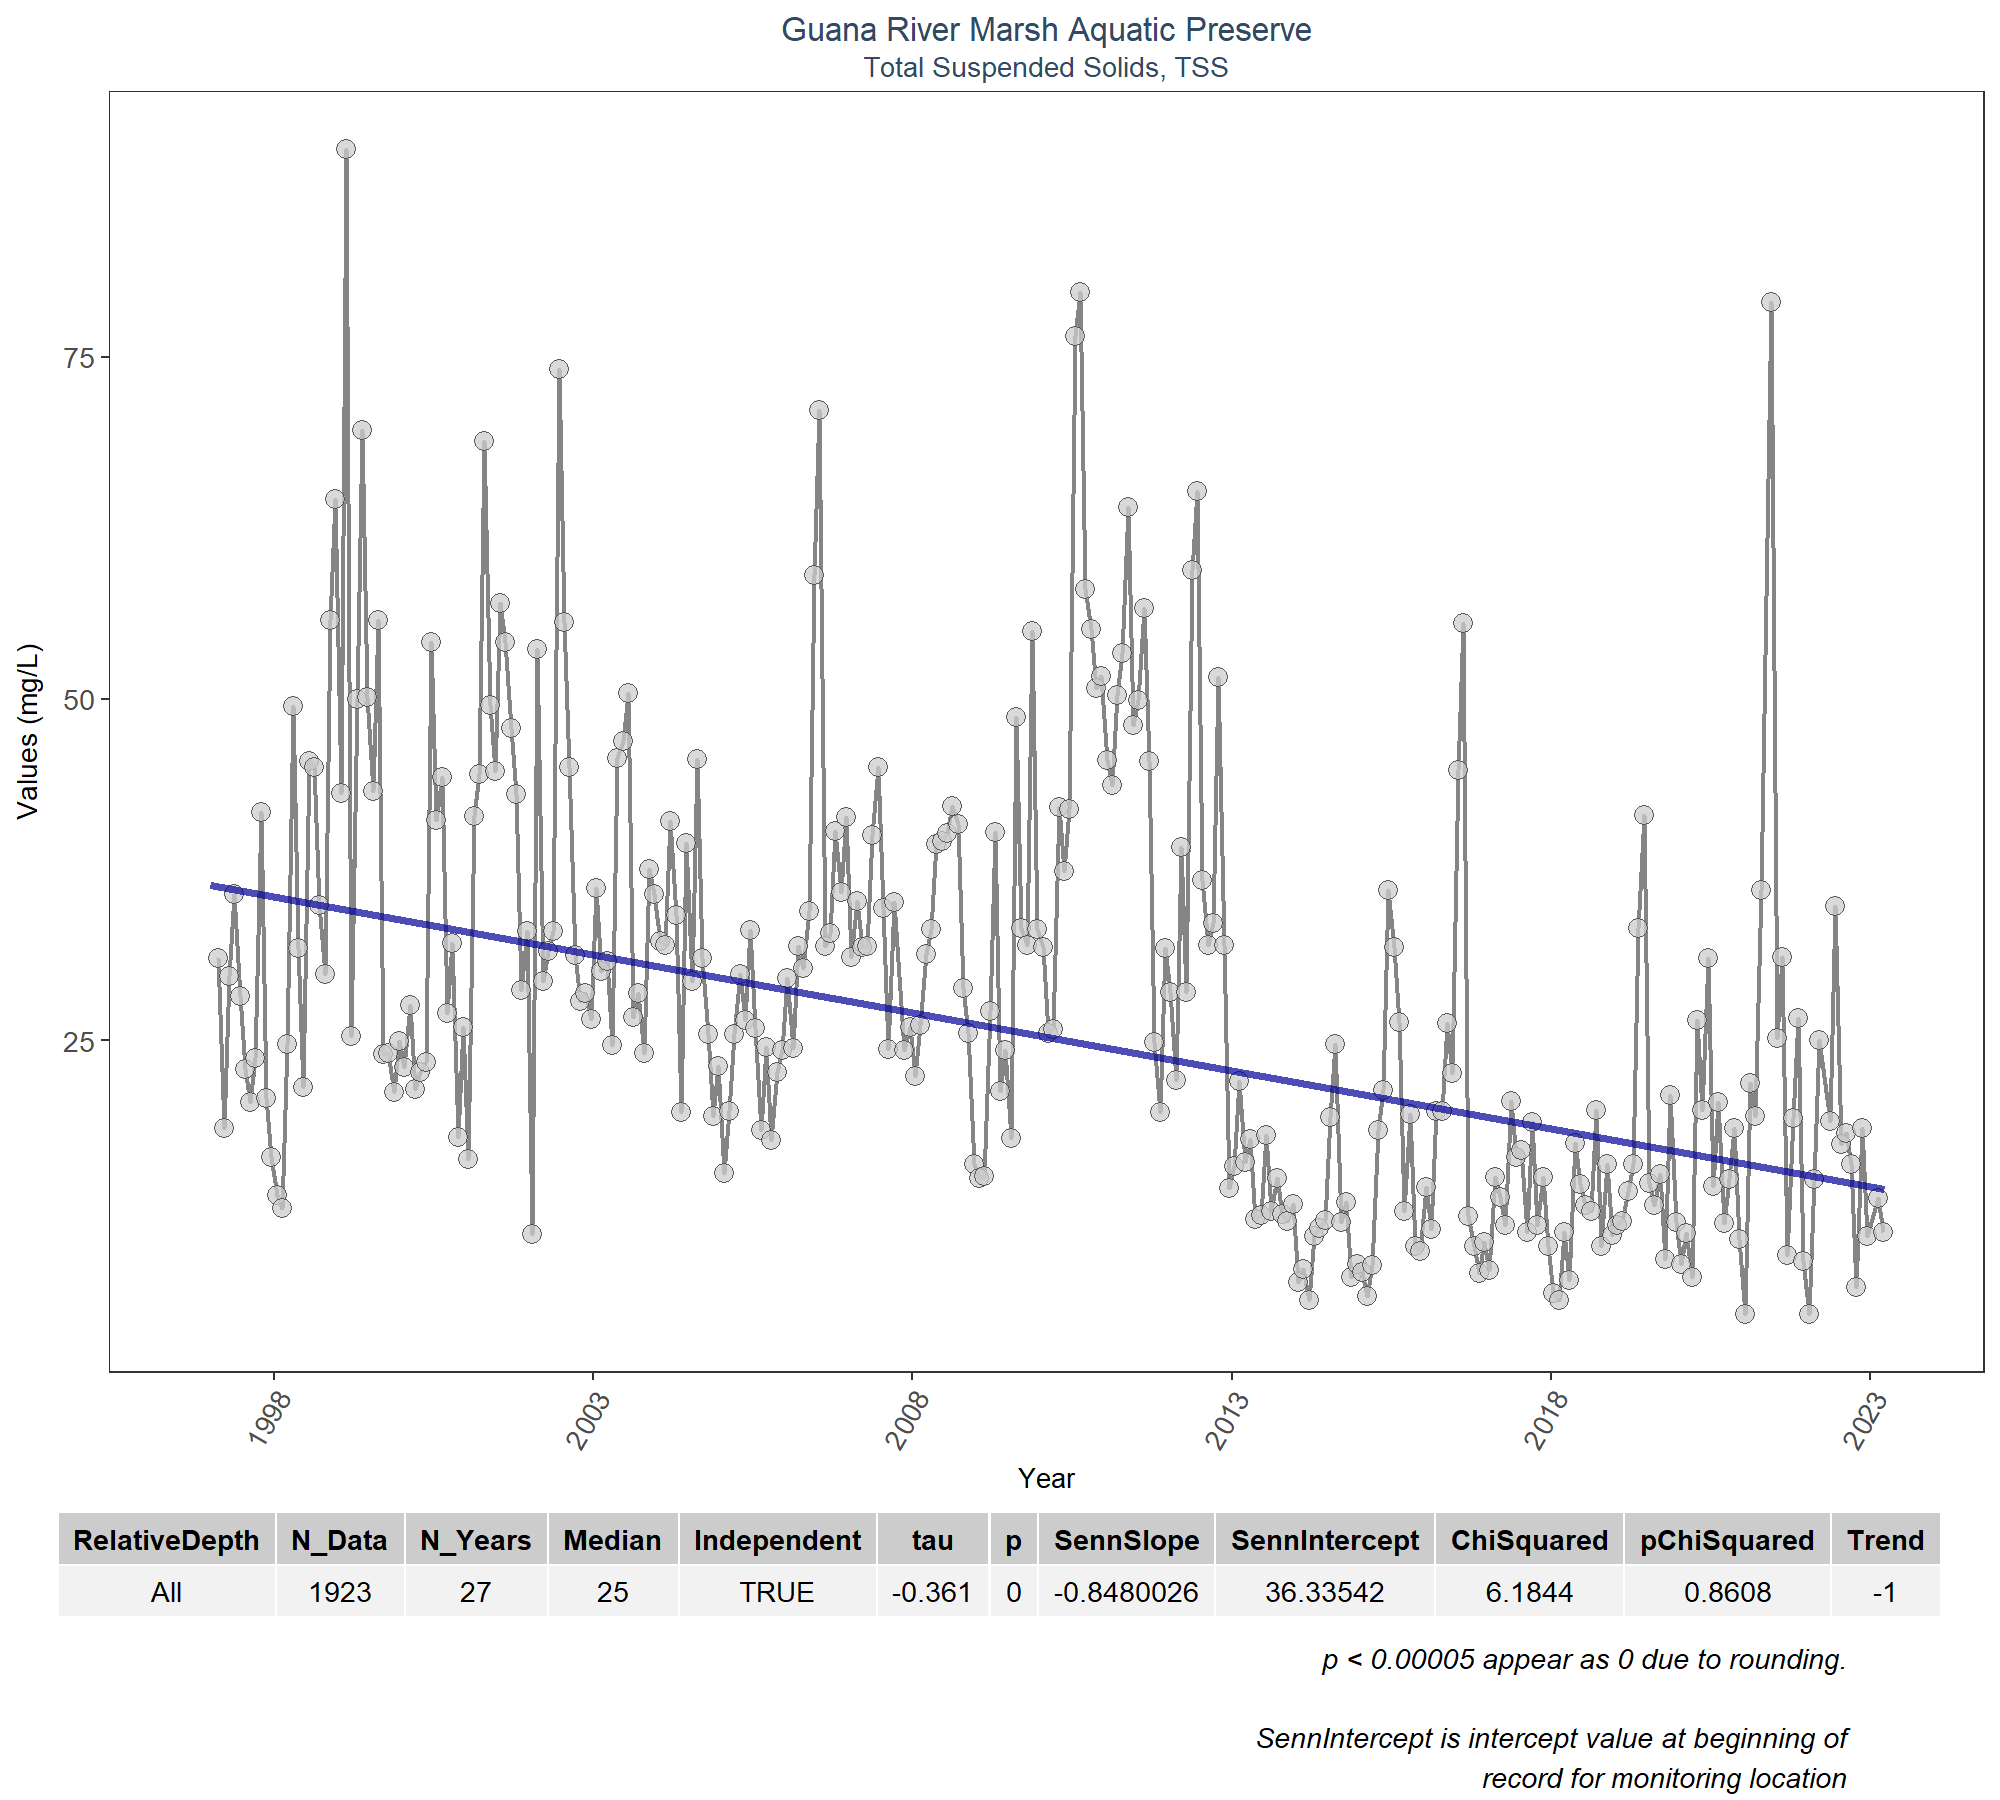 Guana River Marsh Aquatic Preserve
Total Suspended Solids, TSS
Values (mg/L)
75
50
25
1998 2003 2008 2013 2018 2023
Year
RelativeDepth N_Data N_Years Median Independent tau p SennSlope SennIntercept ChiSquared pChiSquared Trend
All 1923 27 25 TRUE -0.361 0 -0.8480026 36.33542 6.1844 0.8608 -1
p < 0.00005 appear as 0 due to rounding.
SennIntercept is intercept value at beginning of
record for monitoring location